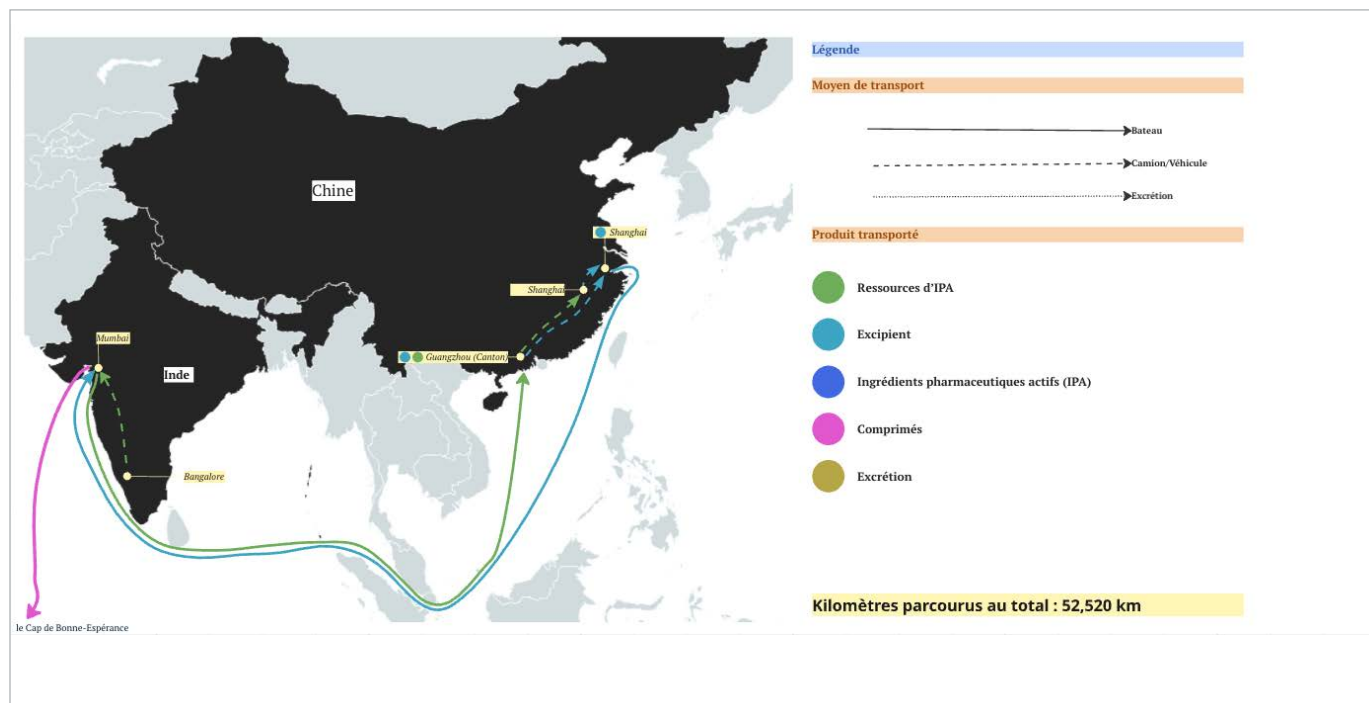 Légende
Moyen de transport
Bateau
Camion/Véhicule
Excrétion
Produit transporté
Ressources d'IPA
Excipient
Ingrédients pharmaceutiques actifs (IPA)
Comprimés
Excrétion
Kilomètres parcourus au total : 52,520 km
Chine
Shanghai
Shanghai
Guangzhou (Canton)
Mumbai
Inde
Bangalore
le Cap de Bonne-Espérance